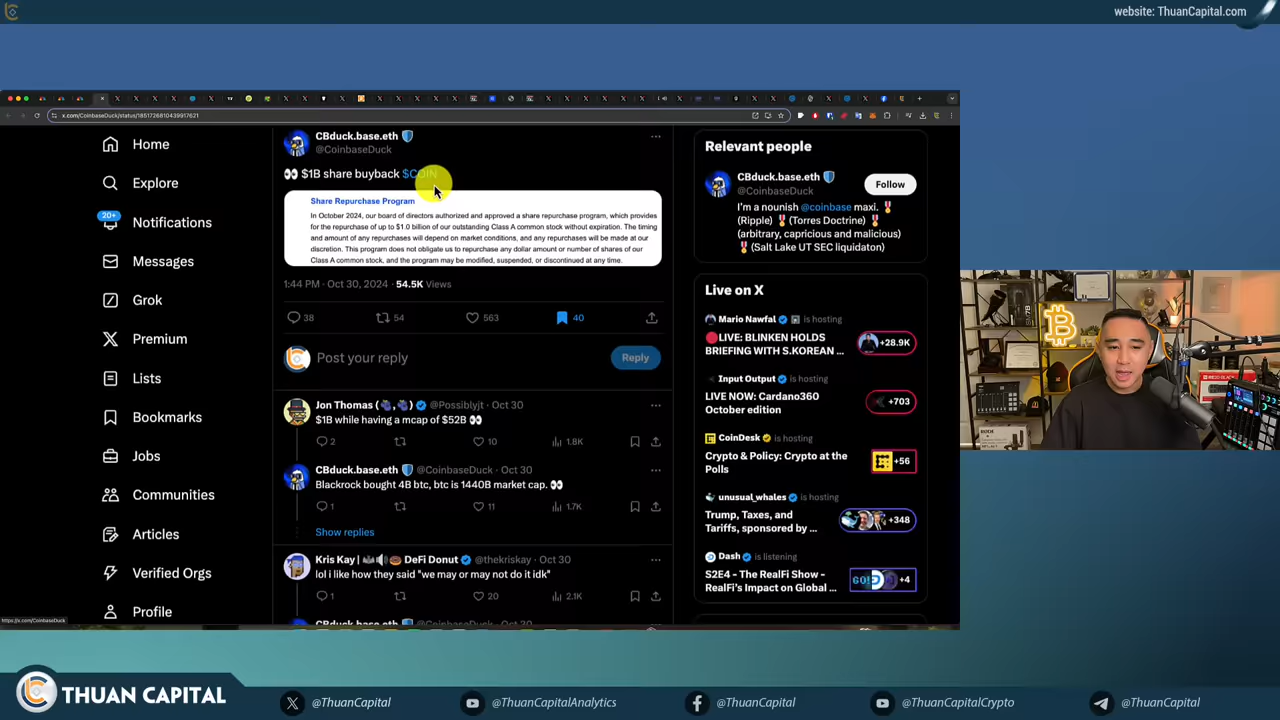 website: ThuanCapital.com
x.com/CoinbaseDuck/status/1851726810439917621
Home
Explore
20+
Notifications
Messages
Grok
Premium
Lists
Bookmarks
Jobs
Communities
Articles
Verified Orgs
Profile
https://x.com/CoinbaseDuck
CBduck.base.eth
@CoinbaseDuck
👀 $1B share buyback $COIN
Share Repurchase Program
In October 2024, our board of directors authorized and approved a share repurchase program, which provides
for the repurchase of up to $1.0 billion of our outstanding Class A common stock without expiration. The timing
and amount of any repurchases will depend on market conditions, and any repurchases will be made at our
discretion. This program does not obligate us to repurchase any dollar amount or number of shares of our
Class A common stock, and the program may be modified, suspended, or discontinued at any time.
1:44 PM · Oct 30, 2024 · 54.5K Views
38 54 563 40
Post your reply
Reply
Jon Thomas (🍇,🍇) @Possiblyjt · Oct 30
$1B while having a mcap of $52B 👀
2 10 1.8K
CBduck.base.eth @CoinbaseDuck · Oct 30
Blackrock bought 4B btc, btc is 1440B market cap. 👀
1 11 1.7K
Show replies
Kris Kay | DeFi Donut @thekriskay · Oct 30
lol i like how they said "we may or may not do it idk"
1 20 2.1K
CBduck.base.eth @CoinbaseDuck · Oct 30
Relevant people
CBduck.base.eth
@CoinbaseDuck
Follow
I'm a nounish @coinbase maxi. 🎖
(Ripple) 🎖(Torres Doctrine) 🎖
(arbitrary, capricious and malicious)
🎖(Salt Lake UT SEC liquidaton)
Live on X
Mario Nawfal is hosting
🔴LIVE: BLINKEN HOLDS
BRIEFING WITH S.KOREAN ...
+28.9K
Input Output is hosting
LIVE NOW: Cardano360
October edition
+703
CoinDesk is hosting
Crypto & Policy: Crypto at the
Polls
+56
unusual_whales is hosting
Trump, Taxes, and
Tariffs, sponsored by ...
+348
Dash is listening
S2E4 - The RealFi Show -
RealFi's Impact on Global ...
+4
THUAN CAPITAL
@ThuanCapital
@ThuanCapitalAnalytics
@ThuanCapital
@ThuanCapitalCrypto
@ThuanCapital